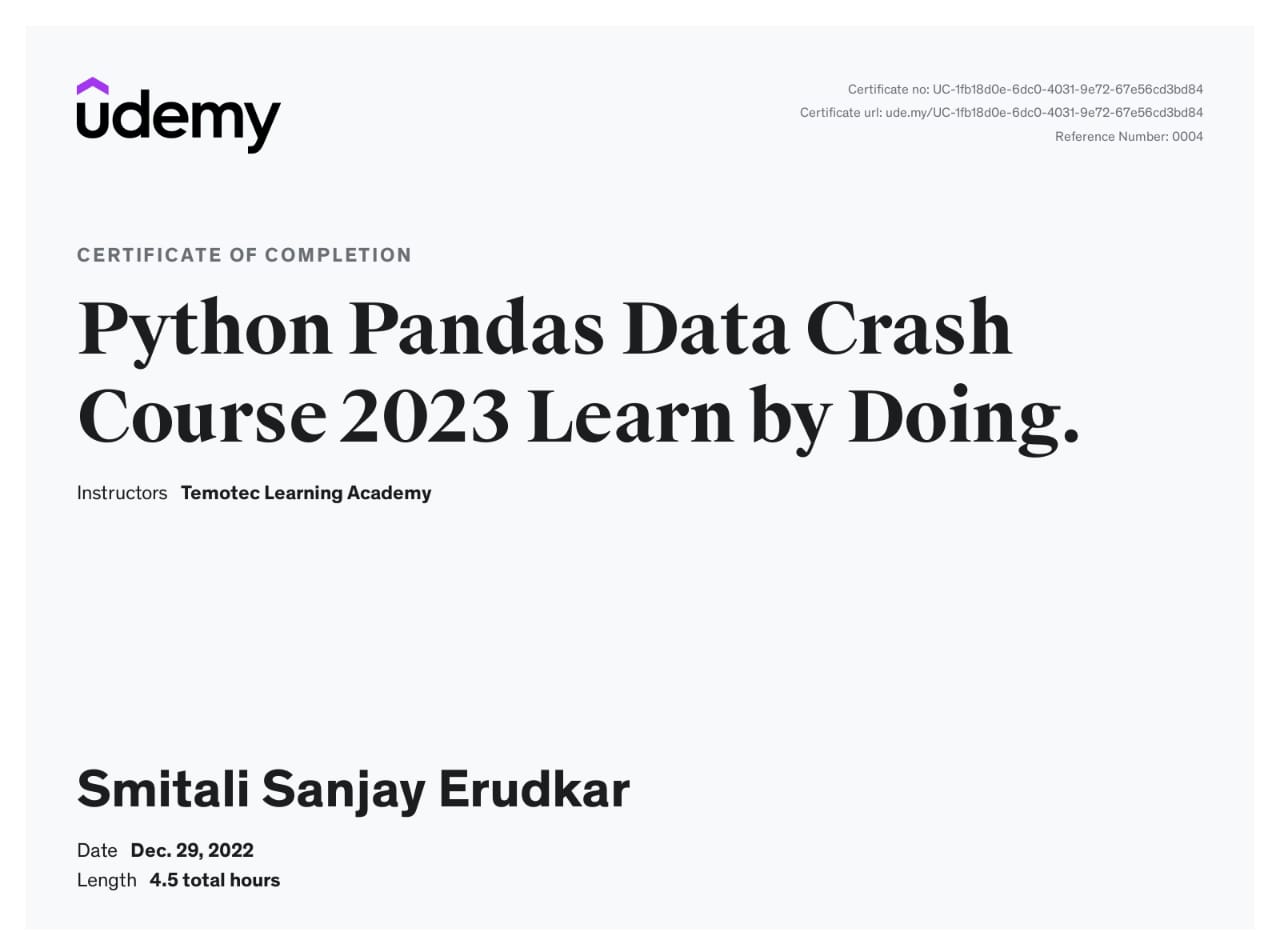 udemy
Certificate no: UC-1fb18d0e-6dc0-4031-9e72-67e56cd3bd84
Certificate url: ude.my/UC-1fb18d0e-6dc0-4031-9e72-67e56cd3bd84
Reference Number: 0004
CERTIFICATE OF COMPLETION
Python Pandas Data Crash
Course 2023 Learn by Doing.
Instructors Temotec Learning Academy
Smitali Sanjay Erudkar
Date Dec. 29, 2022
Length 4.5 total hours